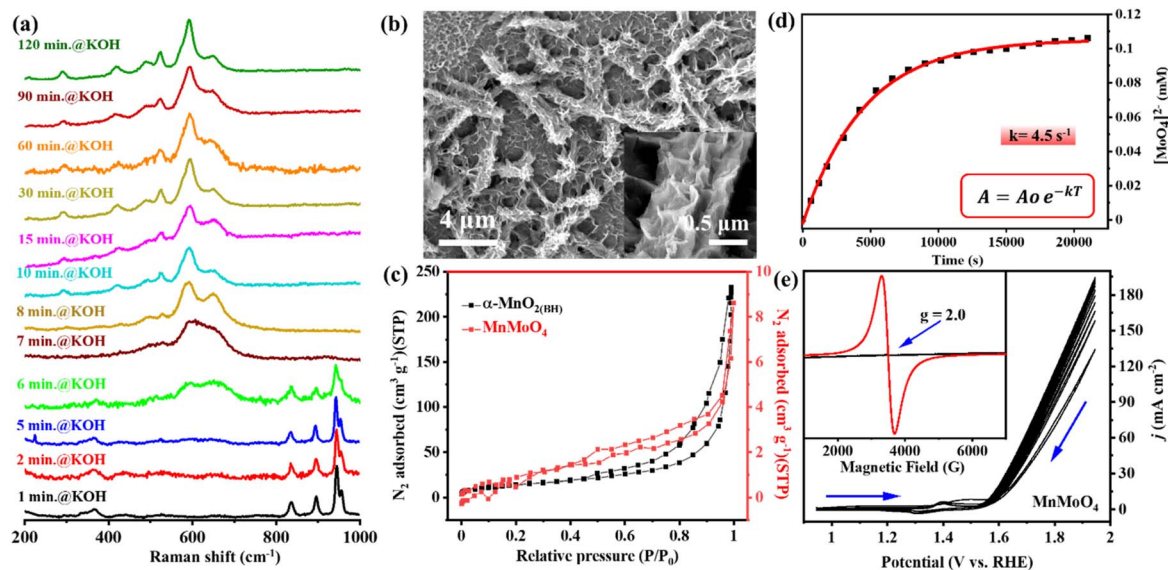 (a)
120 min.@KOH
90 min.@KOH
60 min.@KOH
30 min.@KOH
15 min.@KOH
10 min.@KOH
8 min.@KOH
7 min.@KOH
6 min.@KOH
5 min.@KOH
2 min.@KOH
1 min.@KOH
200 400 600 800 1000
Raman shift (cm⁻¹)
(b)
4 µm
0.5 µm
(c)
250
200
150
100
50
0
N₂ adsorbed (cm³ g⁻¹)(STP)
α-MnO₂(BH)
MnMoO₄
10
8
6
4
2
0
N₂ adsorbed (cm³ g⁻¹)(STP)
0 0.2 0.4 0.6 0.8 1
Relative pressure (P/P₀)
(d)
0.12
0.1
0.06
0.04
0.02
0
[MoO4]²⁻ (mM)
k= 4.5 s⁻¹
A = Ao e⁻ᵏᵀ
0 5000 10000 15000 20000
Time (s)
(e)
g = 2.0
2000 4000 6000
Magnetic Field (G)
180
150
120
90
60
30
0
j (mA cm⁻²)
MnMoO₄
1 1.2 1.4 1.6 1.8 2
Potential (V vs. RHE)